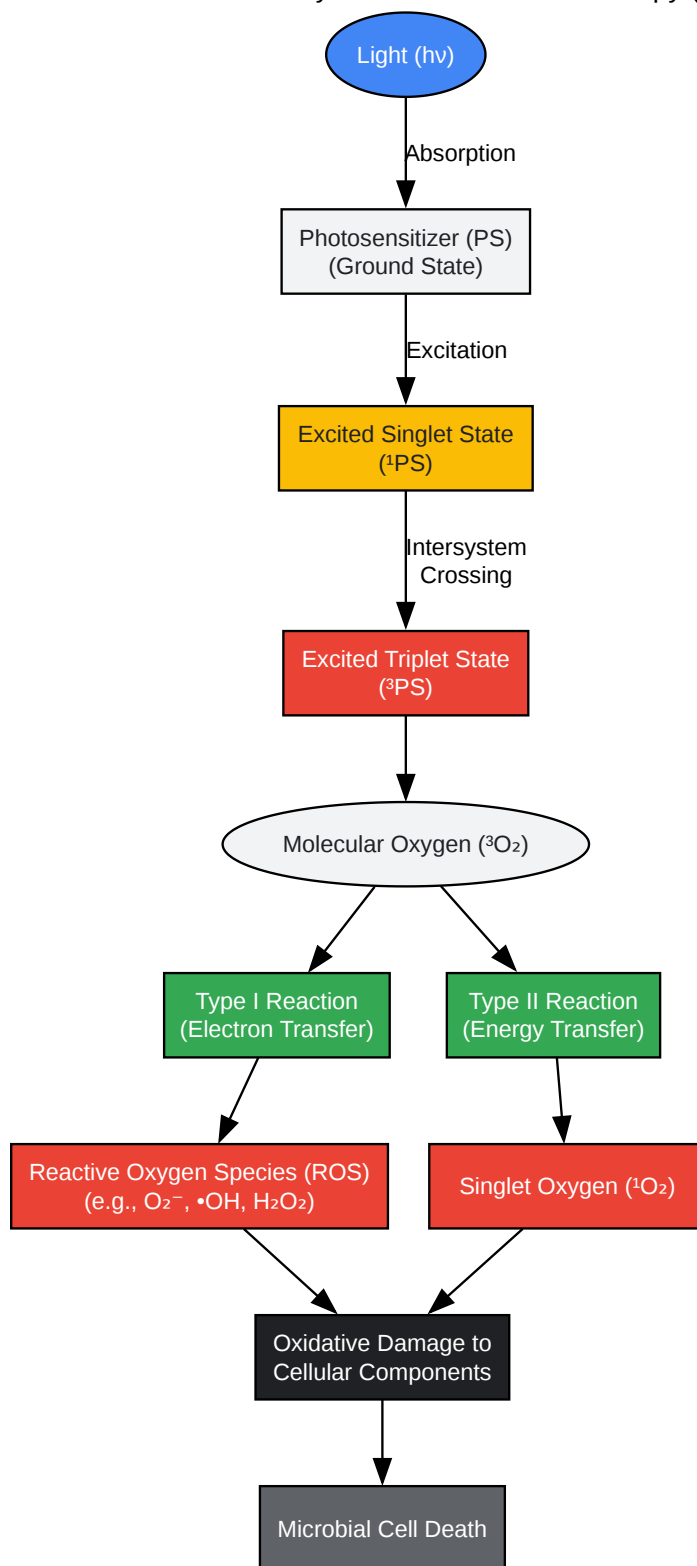 Light (hν)
Absorption
Photosensitizer (PS)
(Ground State)
Excitation
Excited Singlet State
(¹PS)
Intersystem
Crossing
Excited Triplet State
(³PS)
Molecular Oxygen (³O₂)
Type I Reaction
(Electron Transfer)
Type II Reaction
(Energy Transfer)
Reactive Oxygen Species (ROS)
(e.g., O₂⁻, •OH, H₂O₂)
Singlet Oxygen (¹O₂)
Oxidative Damage to
Cellular Components
Microbial Cell Death